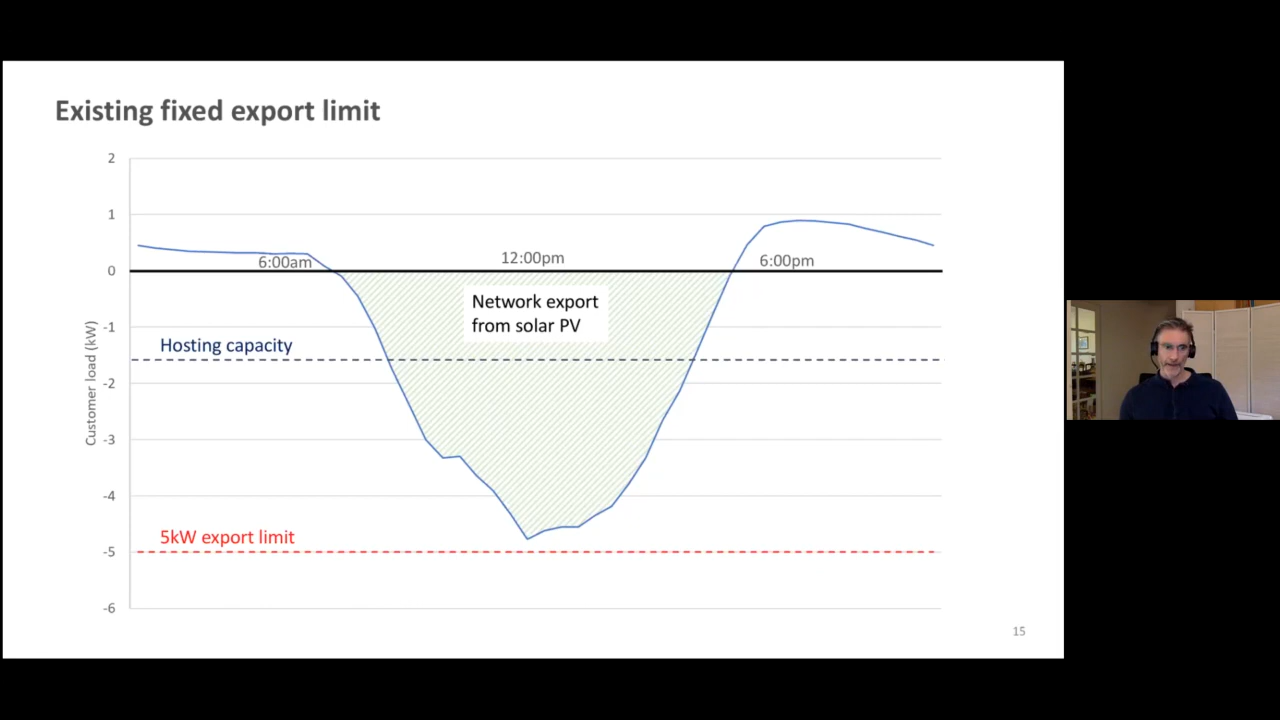 Existing fixed export limit
2
1
0
-1
-2
-3
-4
-5
-6
Customer load (kW)
6:00am
12:00pm
6:00pm
Network export
from solar PV
Hosting capacity
5kW export limit
15